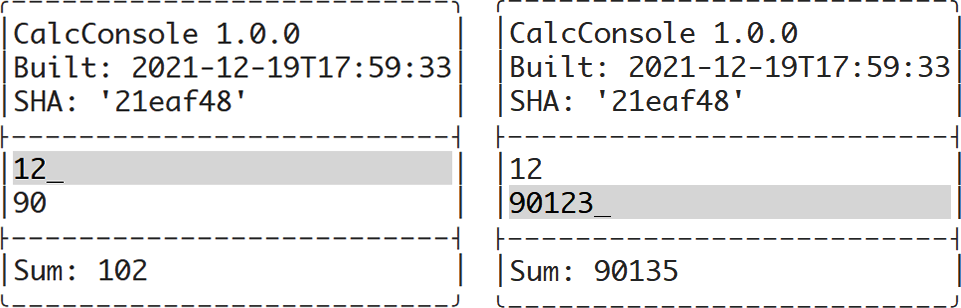 CalcConsole 1.0.0
Built: 2021-12-19T17:59:33
SHA: '21eaf48'
12_
90
Sum: 102
CalcConsole 1.0.0
Built: 2021-12-19T17:59:33
SHA: '21eaf48'
12
90123_
Sum: 90135